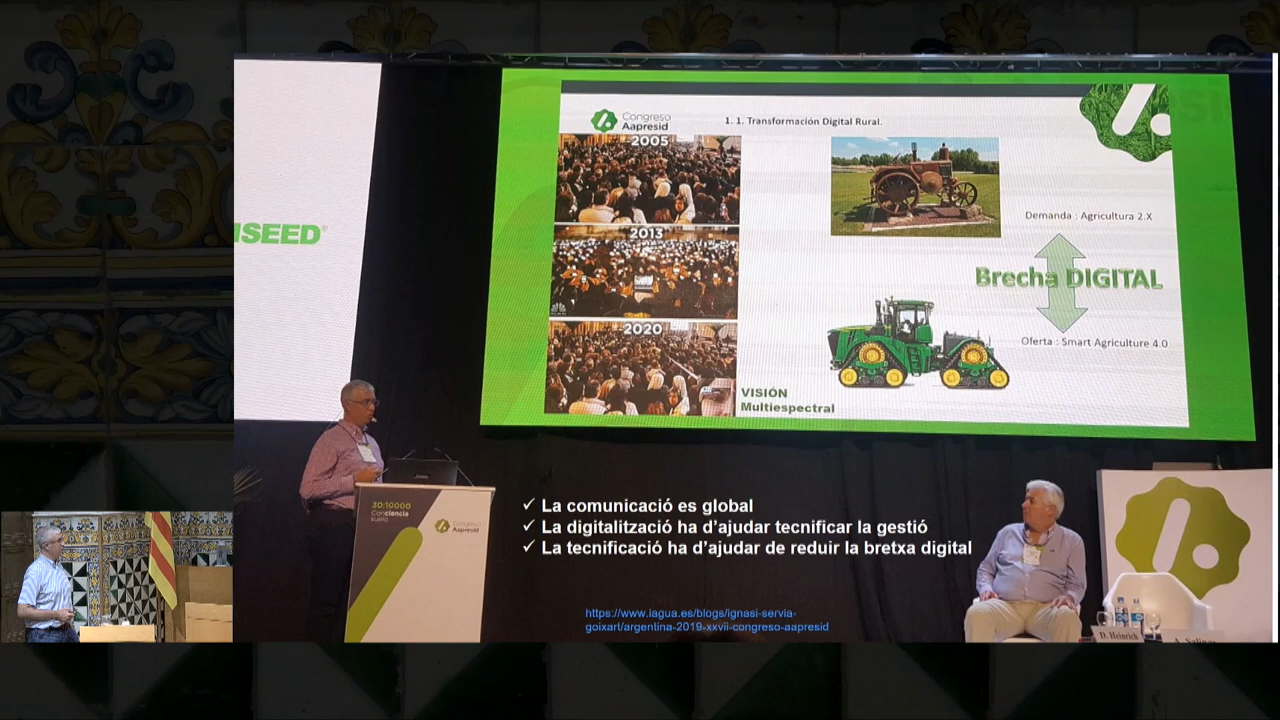 ISEED®
Congreso
Aapresid
1. 1. Transformación Digital Rural.
2005
2013
2020
VISIÓN
Multiespectral
Demanda : Agricultura 2.X
Brecha DIGITAL
Oferta : Smart Agriculture 4.0
30:10000
Conciencia
suelo
Congreso
Aapresid
✓ La comunicació es global
✓ La digitalització ha d’ajudar tecnificar la gestió
✓ La tecnificació ha d’ajudar de reduir la bretxa digital
https://www.iagua.es/blogs/ignasi-servia-
goixart/argentina-2019-xxvii-congreso-aapresid
D. Heinrich
A. Salinas